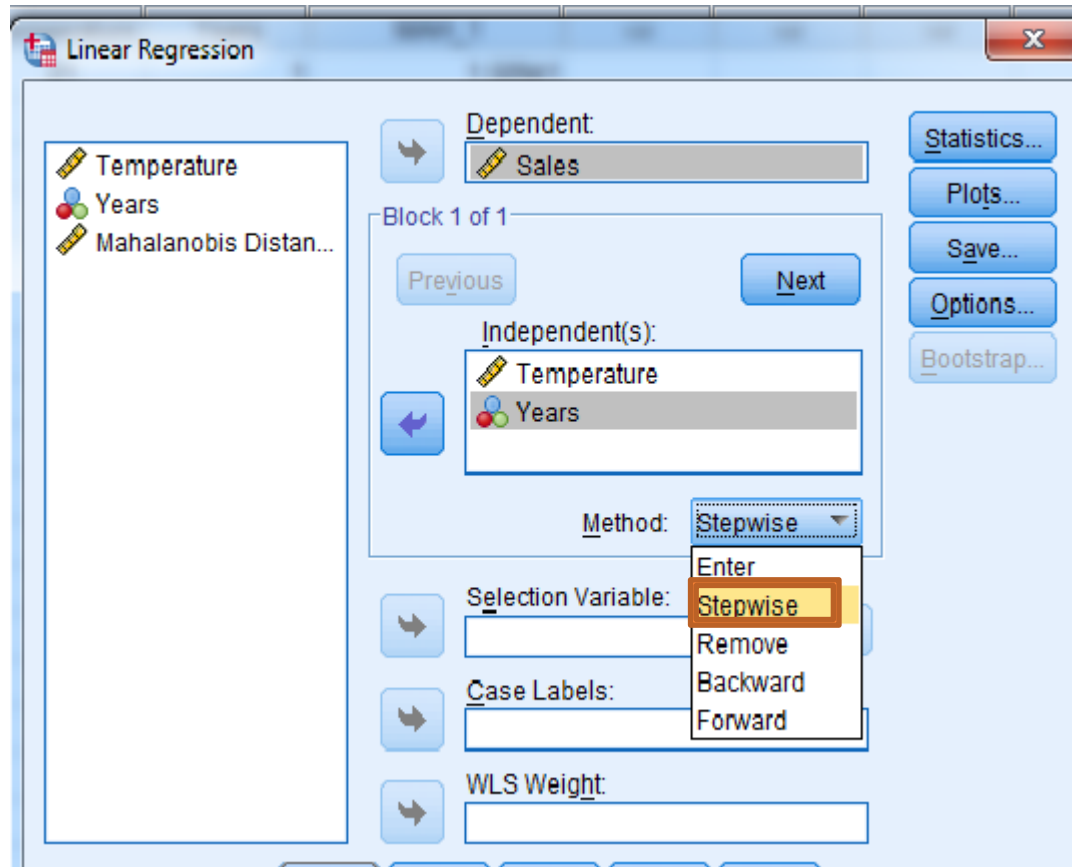 Linear Regression
Temperature
Years
Mahalanobis Distan...
Dependent:
Sales
Block 1 of 1
Previous
Next
Independent(s):
Temperature
Years
Method:
Stepwise
Enter
Stepwise
Remove
Backward
Forward
Selection Variable:
Case Labels:
WLS Weight:
Statistics...
Plots...
Save...
Options...
Bootstrap...